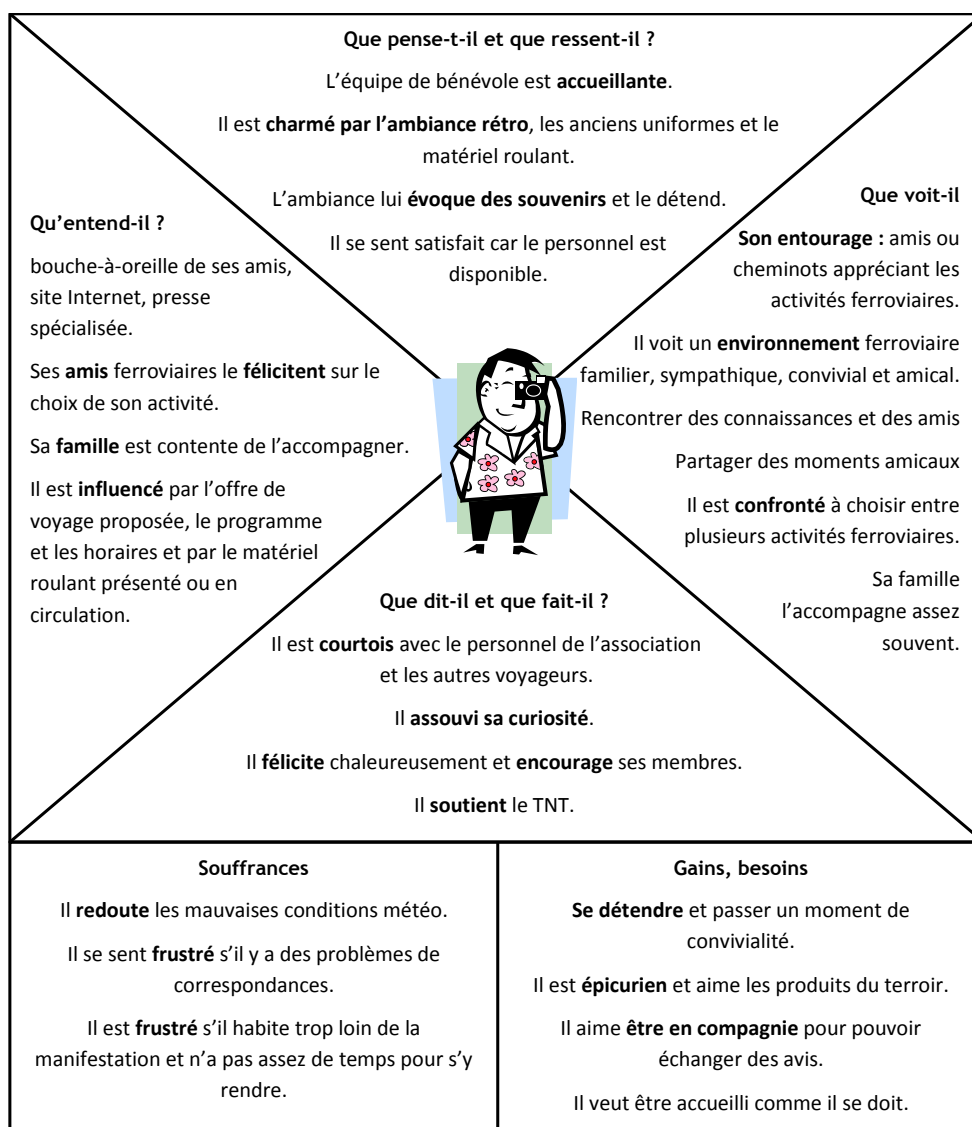 Que pense-t-il et que ressent-il ?
L'équipe de bénévole est accueillante.
Il est charmé par l'ambiance rétro, les anciens uniformes et le
matériel roulant.
L'ambiance lui évoque des souvenirs et le détend.
Il se sent satisfait car le personnel est
disponible.
Qu'entend-il ?
bouche-à-oreille de ses amis,
site Internet, presse
spécialisée.
Ses amis ferroviaires le félicitent sur le
choix de son activité.
Sa famille est contente de l'accompagner.
Il est influencé par l'offre de
voyage proposée, le programme
et les horaires et par le matériel
roulant présenté ou en
circulation.
Que voit-il
Son entourage : amis ou
cheminots appréciant les
activités ferroviaires.
Il voit un environnement ferroviaire
familier, sympathique, convivial et amical.
Rencontrer des connaissances et des amis
Partager des moments amicaux
Il est confronté à choisir entre
plusieurs activités ferroviaires.
Sa famille
l'accompagne assez
souvent.
Que dit-il et que fait-il ?
Il est courtois avec le personnel de l'association
et les autres voyageurs.
Il assouvi sa curiosité.
Il félicite chaleureusement et encourage ses membres.
Il soutient le TNT.
Souffrances
Il redoute les mauvaises conditions météo.
Il se sent frustré s'il y a des problèmes de
correspondances.
Il est frustré s'il habite trop loin de la
manifestation et n'a pas assez de temps pour s'y
rendre.
Gains, besoins
Se détendre et passer un moment de
convivialité.
Il est épicurien et aime les produits du terroir.
Il aime être en compagnie pour pouvoir
échanger des avis.
Il veut être accueilli comme il se doit.